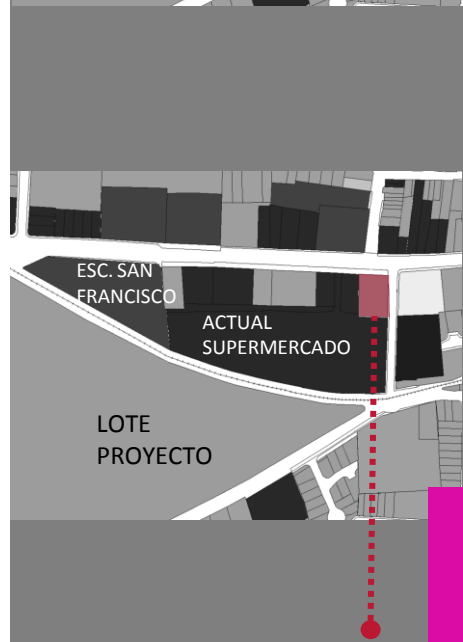 ESC. SAN
FRANCISCO
ACTUAL
SUPERMERCADO
LOTE
PROYECTO